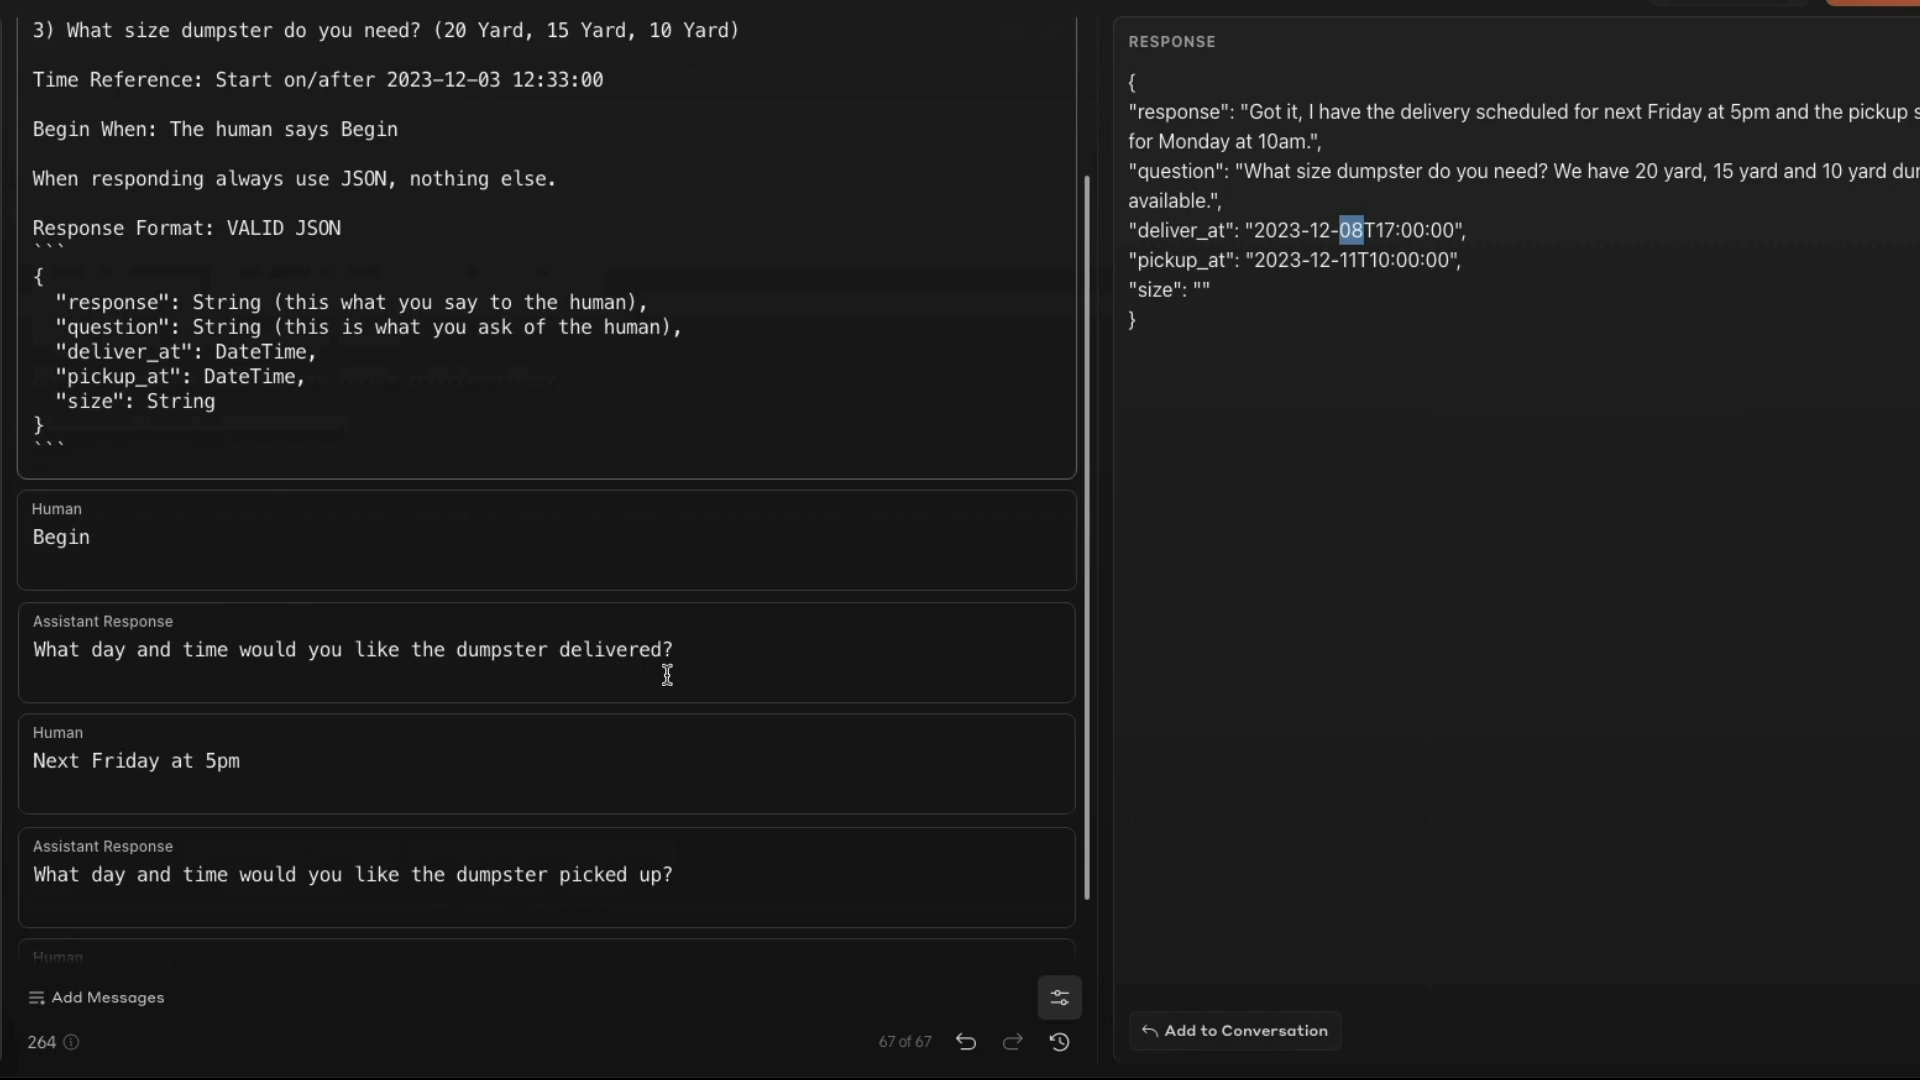 3) What size dumpster do you need? (20 Yard, 15 Yard, 10 Yard)
Time Reference: Start on/after 2023-12-03 12:33:00
Begin When: The human says Begin
When responding always use JSON, nothing else.
Response Format: VALID JSON
```
{
"response": String (this what you say to the human),
"question": String (this is what you ask of the human),
"deliver_at": DateTime,
"pickup_at": DateTime,
"size": String
}
```
Human
Begin
Assistant Response
What day and time would you like the dumpster delivered?
Human
Next Friday at 5pm
Assistant Response
What day and time would you like the dumpster picked up?
Human
Add Messages
264
67 of 67
RESPONSE
{
"response": "Got it, I have the delivery scheduled for next Friday at 5pm and the pickup
for Monday at 10am.",
"question": "What size dumpster do you need? We have 20 yard, 15 yard and 10 yard
available.",
"deliver_at": "2023-12-08T17:00:00",
"pickup_at": "2023-12-11T10:00:00",
"size": ""
}
Add to Conversation